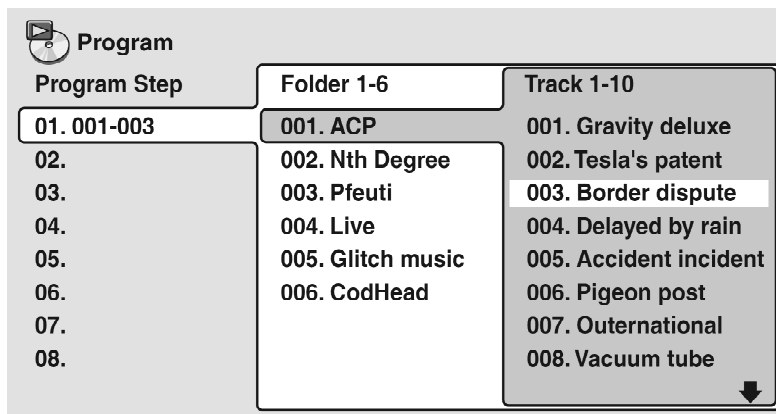 Program
Program Step Folder 1-6 Track 1-10
01. 001-003 001. ACP 001. Gravity deluxe
02. 002. Nth Degree 002. Tesla's patent
03. 003. Pfeuti 003. Border dispute
04. 004. Live 004. Delayed by rain
05. 005. Glitch music 005. Accident incident
06. 006. CodHead 006. Pigeon post
07. 007. Outernational
08. 008. Vacuum tube